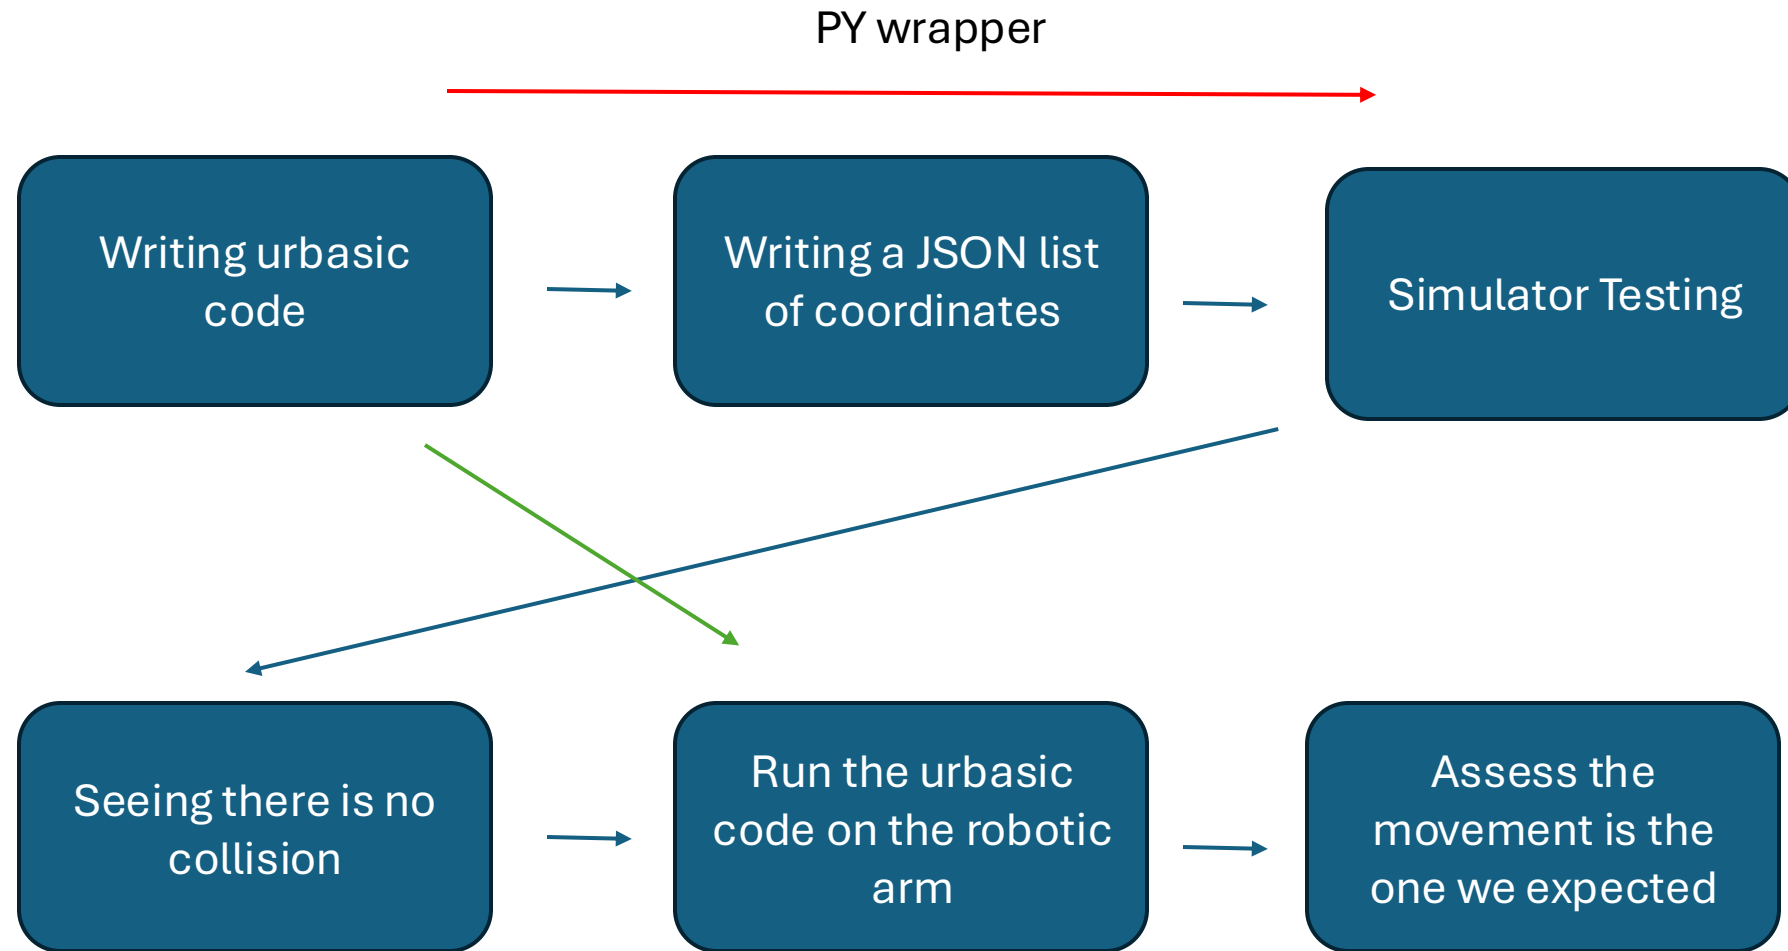 PY wrapper
Writing urbasic
code
Writing a JSON list
of coordinates
Simulator Testing
Seeing there is no
collision
Run the urbasic
code on the robotic
arm
Assess the
movement is the
one we expected